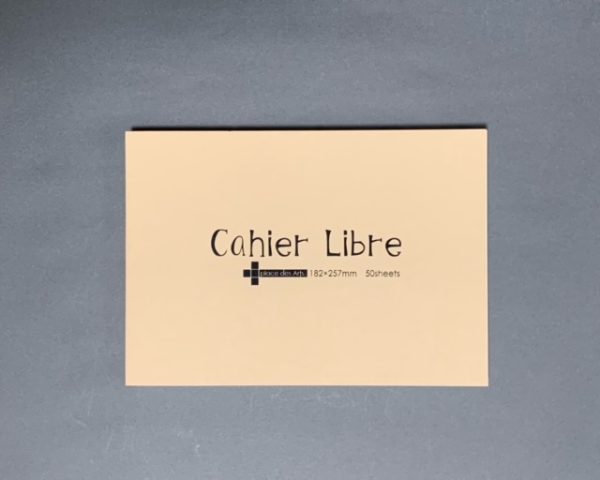 Cahier Libre
place des Arts 182×257mm 50sheets